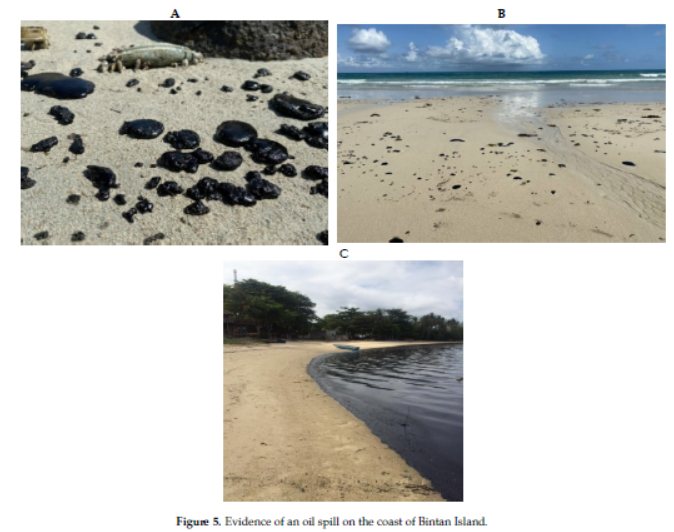 A
B
C
Figure 5. Evidence of an oil spill on the coast of Bintan Island.